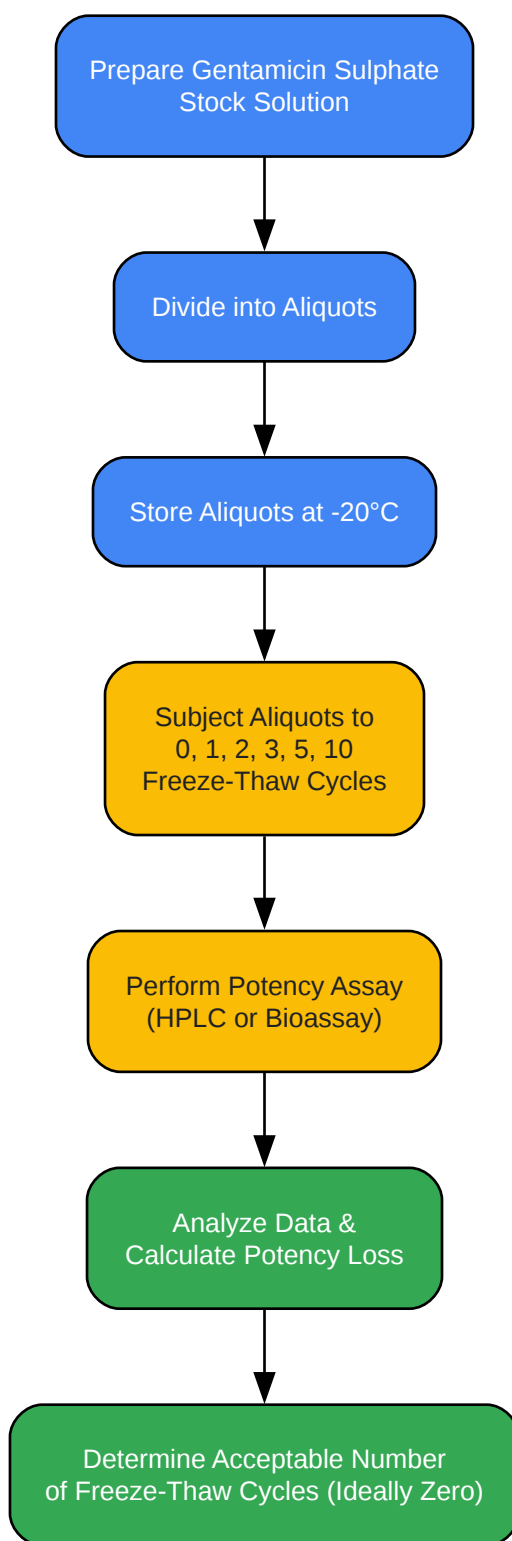 Prepare Gentamicin Sulphate
Stock Solution
Divide into Aliquots
Store Aliquots at -20°C
Subject Aliquots to
0, 1, 2, 3, 5, 10
Freeze-Thaw Cycles
Perform Potency Assay
(HPLC or Bioassay)
Analyze Data &
Calculate Potency Loss
Determine Acceptable Number
of Freeze-Thaw Cycles (Ideally Zero)